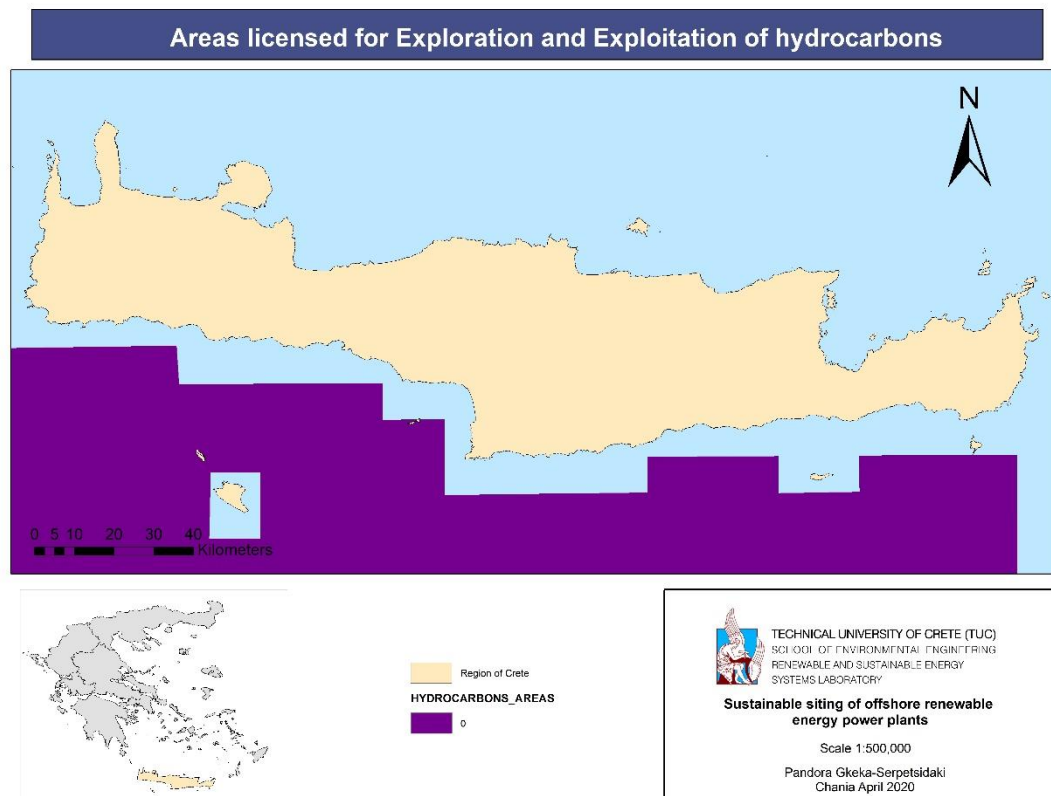 Areas licensed for Exploration and Exploitation of hydrocarbons
N
0 5 10 20 30 40
Kilometers
Region of Crete
HYDROCARBONS_AREAS
0
TECHNICAL UNIVERSITY OF CRETE (TUC)
SCHOOL OF ENVIRONMENTAL ENGINEERING
RENEWABLE AND SUSTAINABLE ENERGY
SYSTEMS LABORATORY
Sustainable siting of offshore renewable
energy power plants
Scale 1:500,000
Pandora Gkeka-Serpetsidaki
Chania April 2020